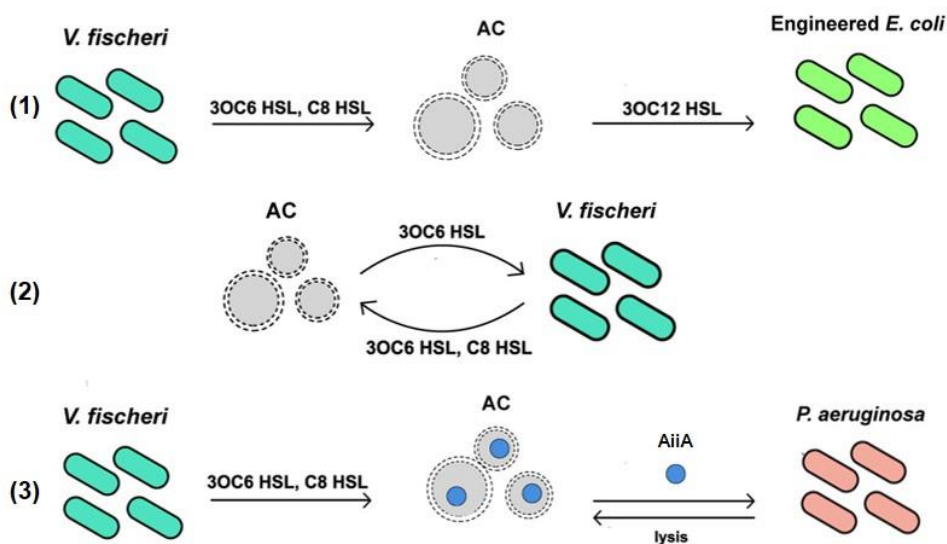 V. fischeri
AC
Engineered E. coli
(1)
3OC6 HSL, C8 HSL
3OC12 HSL
AC
V. fischeri
3OC6 HSL
(2)
3OC6 HSL, C8 HSL
V. fischeri
AC
P. aeruginosa
AiiA
(3)
3OC6 HSL, C8 HSL
lysis